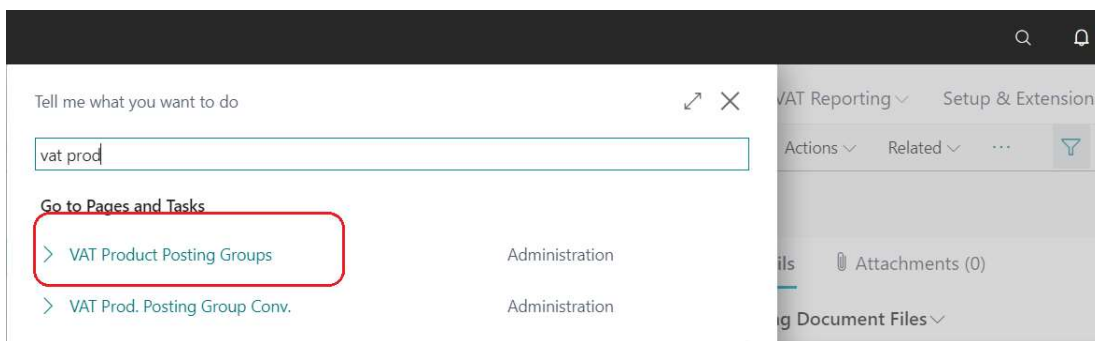 Tell me what you want to do
vat prod
Go to Pages and Tasks
VAT Product Posting Groups Administration
VAT Prod. Posting Group Conv. Administration
VAT Reporting Setup & Extension
Actions Related ...
ils Attachments (0)
g Document Files